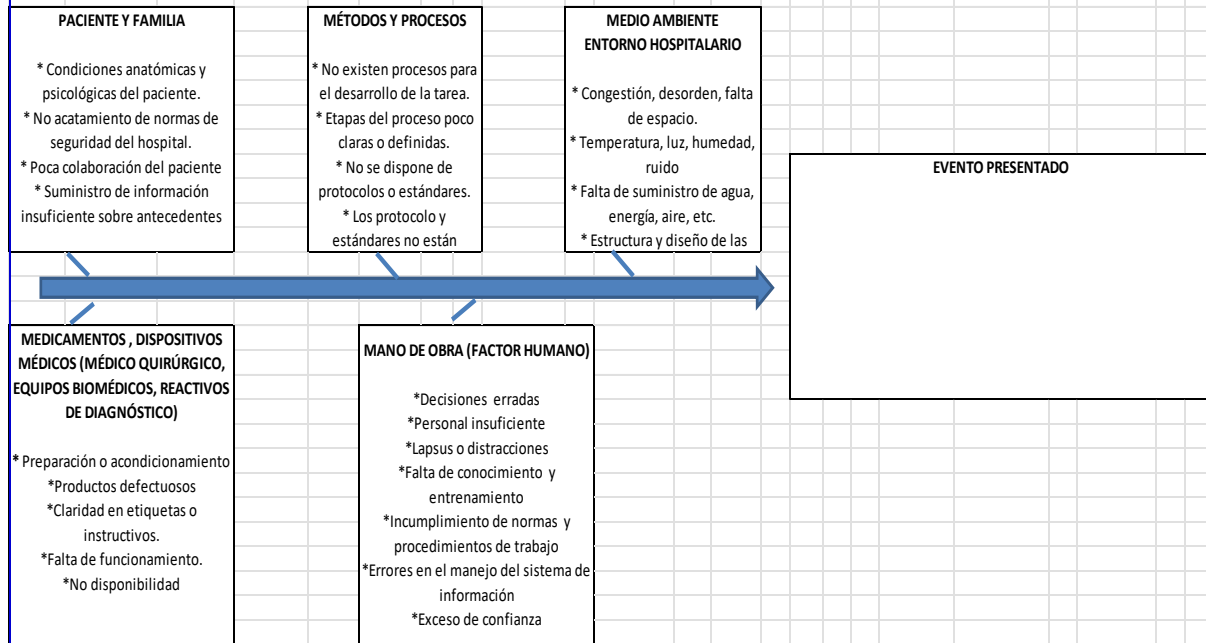 PACIENTE Y FAMILIA
* Condiciones anatómicas y
psicológicas del paciente.
* No acatamiento de normas de
seguridad del hospital.
* Poca colaboración del paciente
* Suministro de información
insuficiente sobre antecedentes
MÉTODOS Y PROCESOS
* No existen procesos para
el desarrollo de la tarea.
* Etapas del proceso poco
claras o definidas.
* No se dispone de
protocolos o estándares.
* Los protocolo y
estándares no están
MEDIO AMBIENTE
ENTORNO HOSPITALARIO
* Congestión, desorden, falta
de espacio.
* Temperatura, luz, humedad,
ruido
* Falta de suministro de agua,
energía, aire, etc.
* Estructura y diseño de las
EVENTO PRESENTADO
MEDICAMENTOS , DISPOSITIVOS
MÉDICOS (MÉDICO QUIRÚRGICO,
EQUIPOS BIOMÉDICOS, REACTIVOS
DE DIAGNÓSTICO)
* Preparación o acondicionamiento
*Productos defectuosos
*Claridad en etiquetas o
instructivos.
*Falta de funcionamiento.
*No disponibilidad
MANO DE OBRA (FACTOR HUMANO)
*Decisiones erradas
*Personal insuficiente
*Lapsus o distracciones
*Falta de conocimiento y
entrenamiento
*Incumplimiento de normas y
procedimientos de trabajo
*Errores en el manejo del sistema de
información
*Exceso de confianza